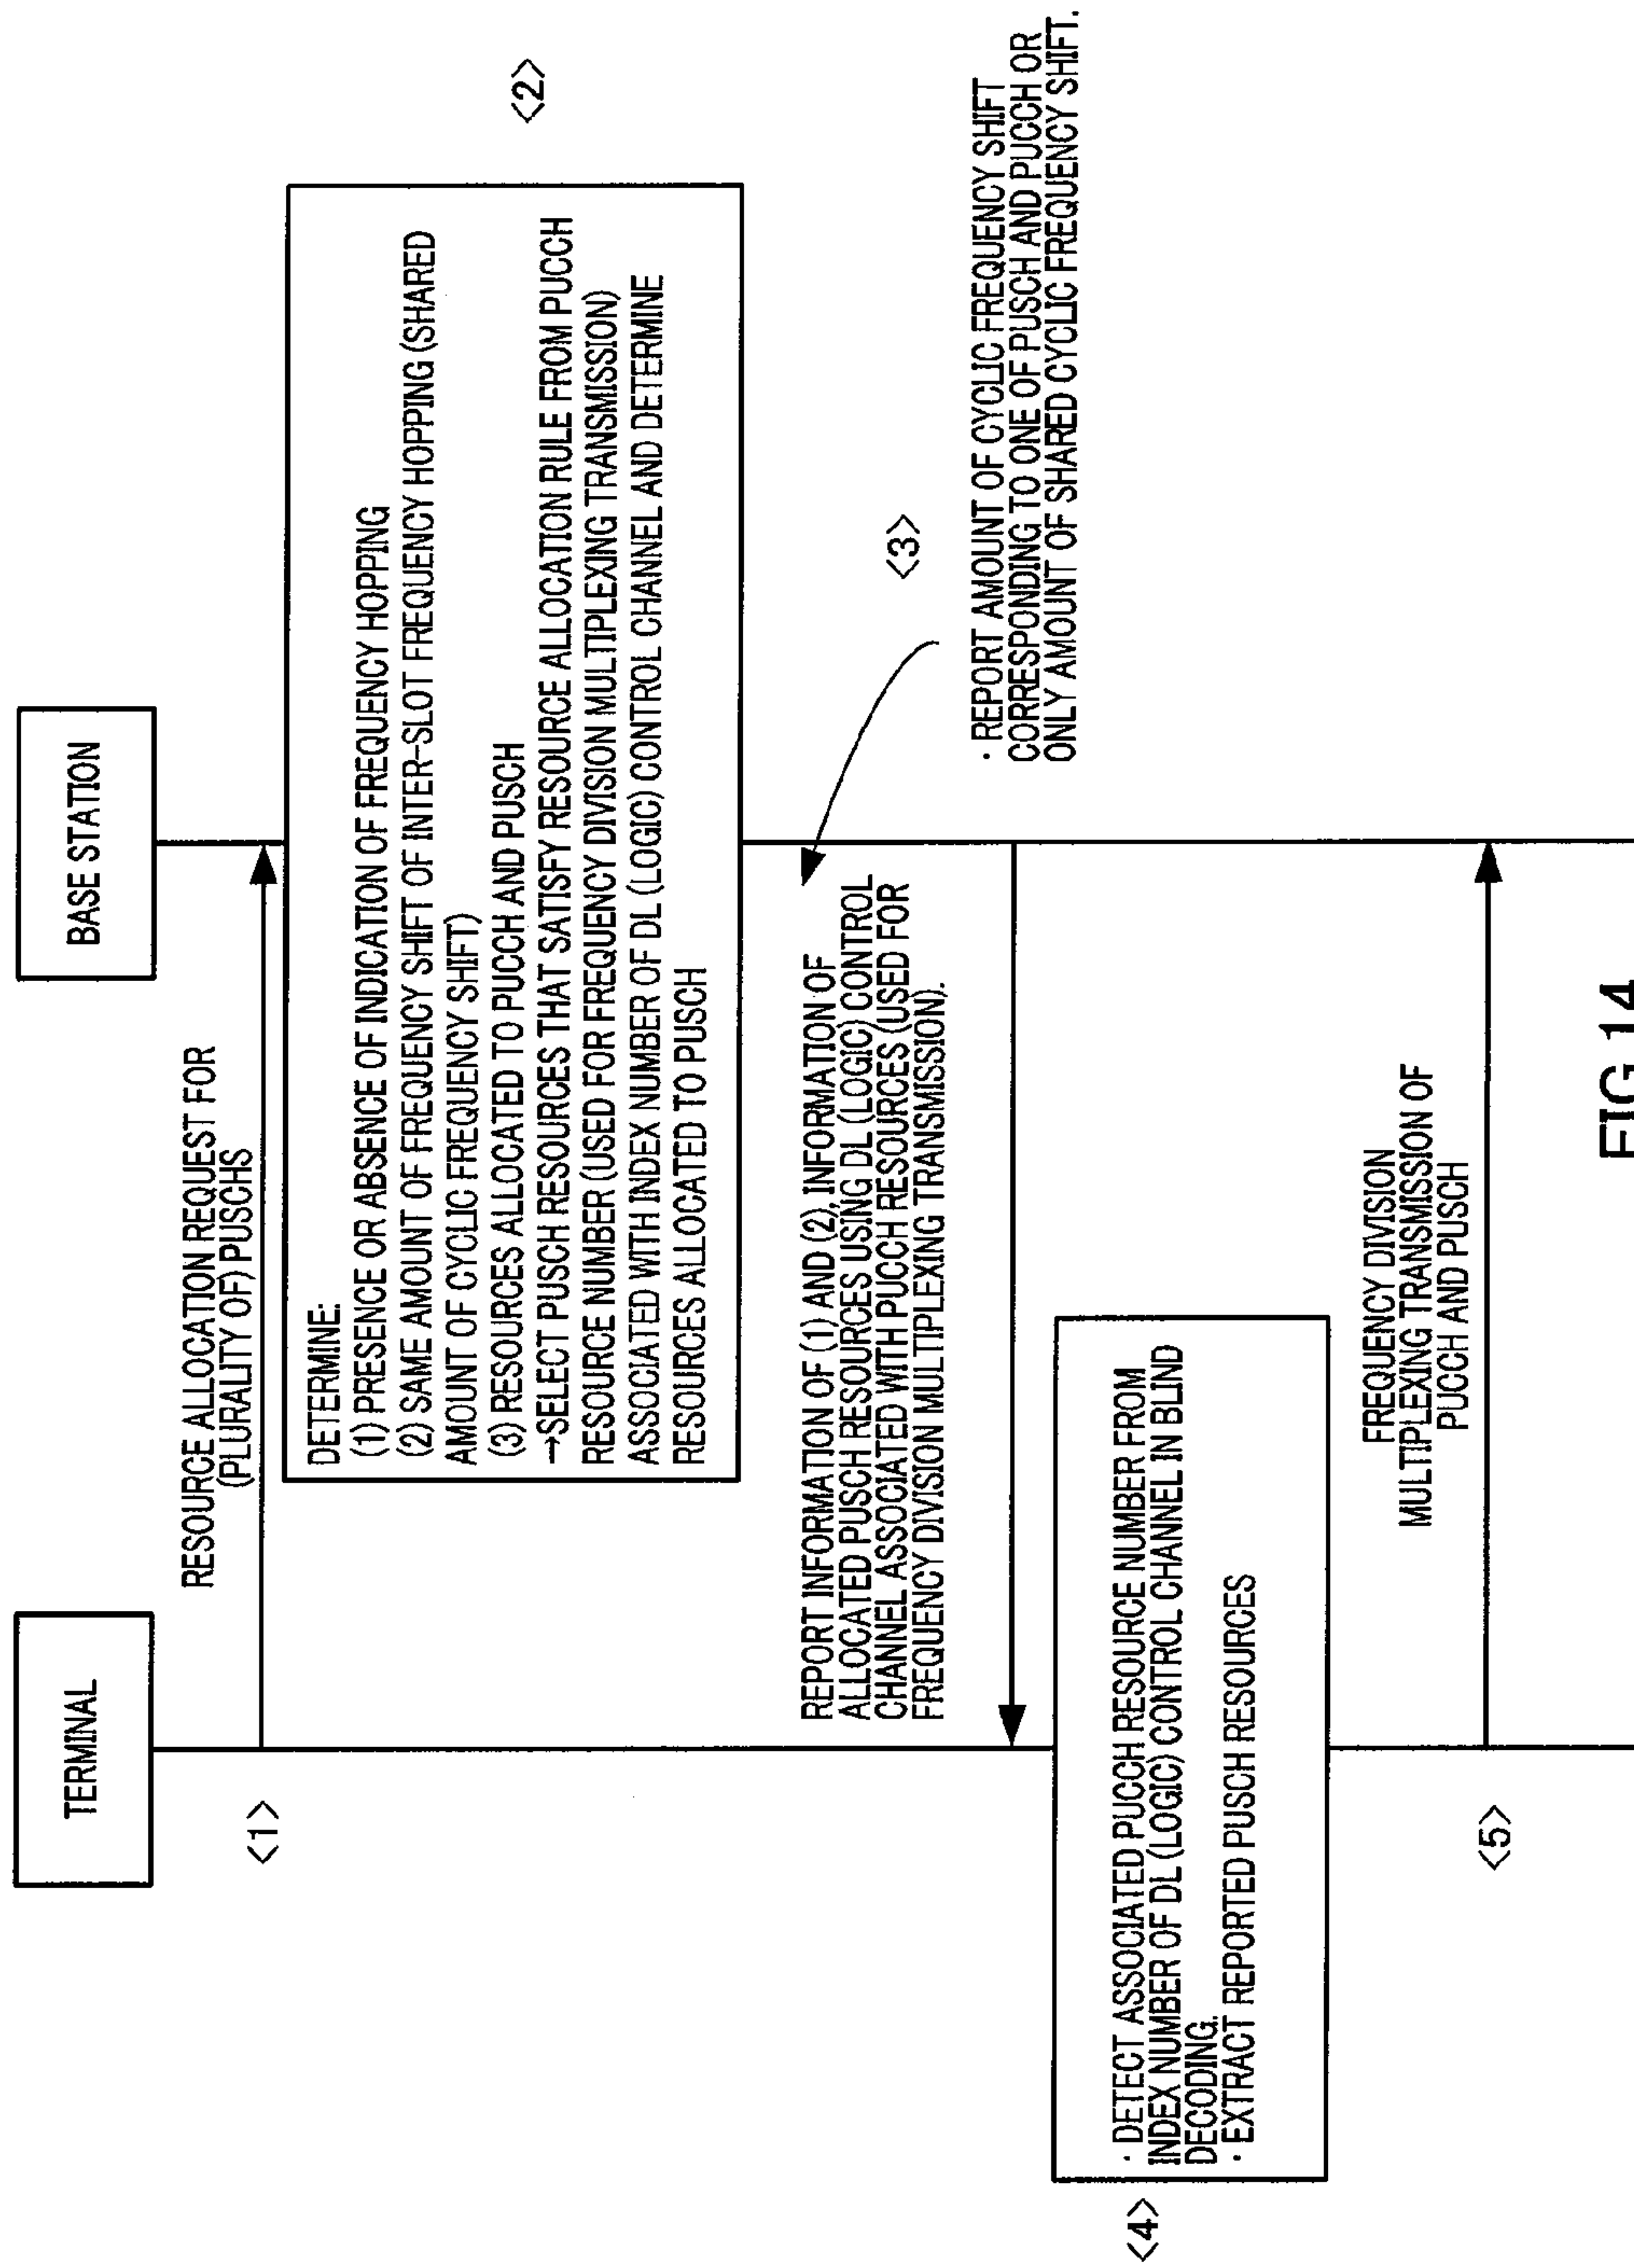 TERMINAL
BASE STATION
<1>
RESOURCE ALLOCATION REQUEST FOR
(PLURALITY OF) PUSCHS
<2>
DETERMINE:
(1) PRESENCE OR ABSENCE OF INDICATION OF FREQUENCY HOPPING
(2) SAME AMOUNT OF FREQUENCY SHIFT OF INTER-SLOT FREQUENCY HOPPING (SHARED
AMOUNT OF CYCLIC FREQUENCY SHIFT)
(3) RESOURCES ALLOCATED TO PUCCH AND PUSCH
→SELECT PUSCH RESOURCES THAT SATISFY RESOURCE ALLOCATION RULE FROM PUCCH
RESOURCE NUMBER (USED FOR FREQUENCY DIVISION MULTIPLEXING TRANSMISSION)
ASSOCIATED WITH INDEX NUMBER OF DL (LOGIC) CONTROL CHANNEL AND DETERMINE
RESOURCES ALLOCATED TO PUSCH
REPORT INFORMATION OF (1) AND (2), INFORMATION OF
ALLOCATED PUSCH RESOURCES USING DL (LOGIC) CONTROL
CHANNEL ASSOCIATED WITH PUCCH RESOURCES (USED FOR
FREQUENCY DIVISION MULTIPLEXING TRANSMISSION).
<3>
· REPORT AMOUNT OF CYCLIC FREQUENCY SHIFT
CORRESPONDING TO ONE OF PUSCH AND PUCCH OR
ONLY AMOUNT OF SHARED CYCLIC FREQUENCY SHIFT.
<4>
· DETECT ASSOCIATED PUCCH RESOURCE NUMBER FROM
INDEX NUMBER OF DL (LOGIC) CONTROL CHANNEL IN BLIND
DECODING.
· EXTRACT REPORTED PUSCH RESOURCES
<5>
FREQUENCY DIVISION
MULTIPLEXING TRANSMISSION OF
PUCCH AND PUSCH
FIG.14